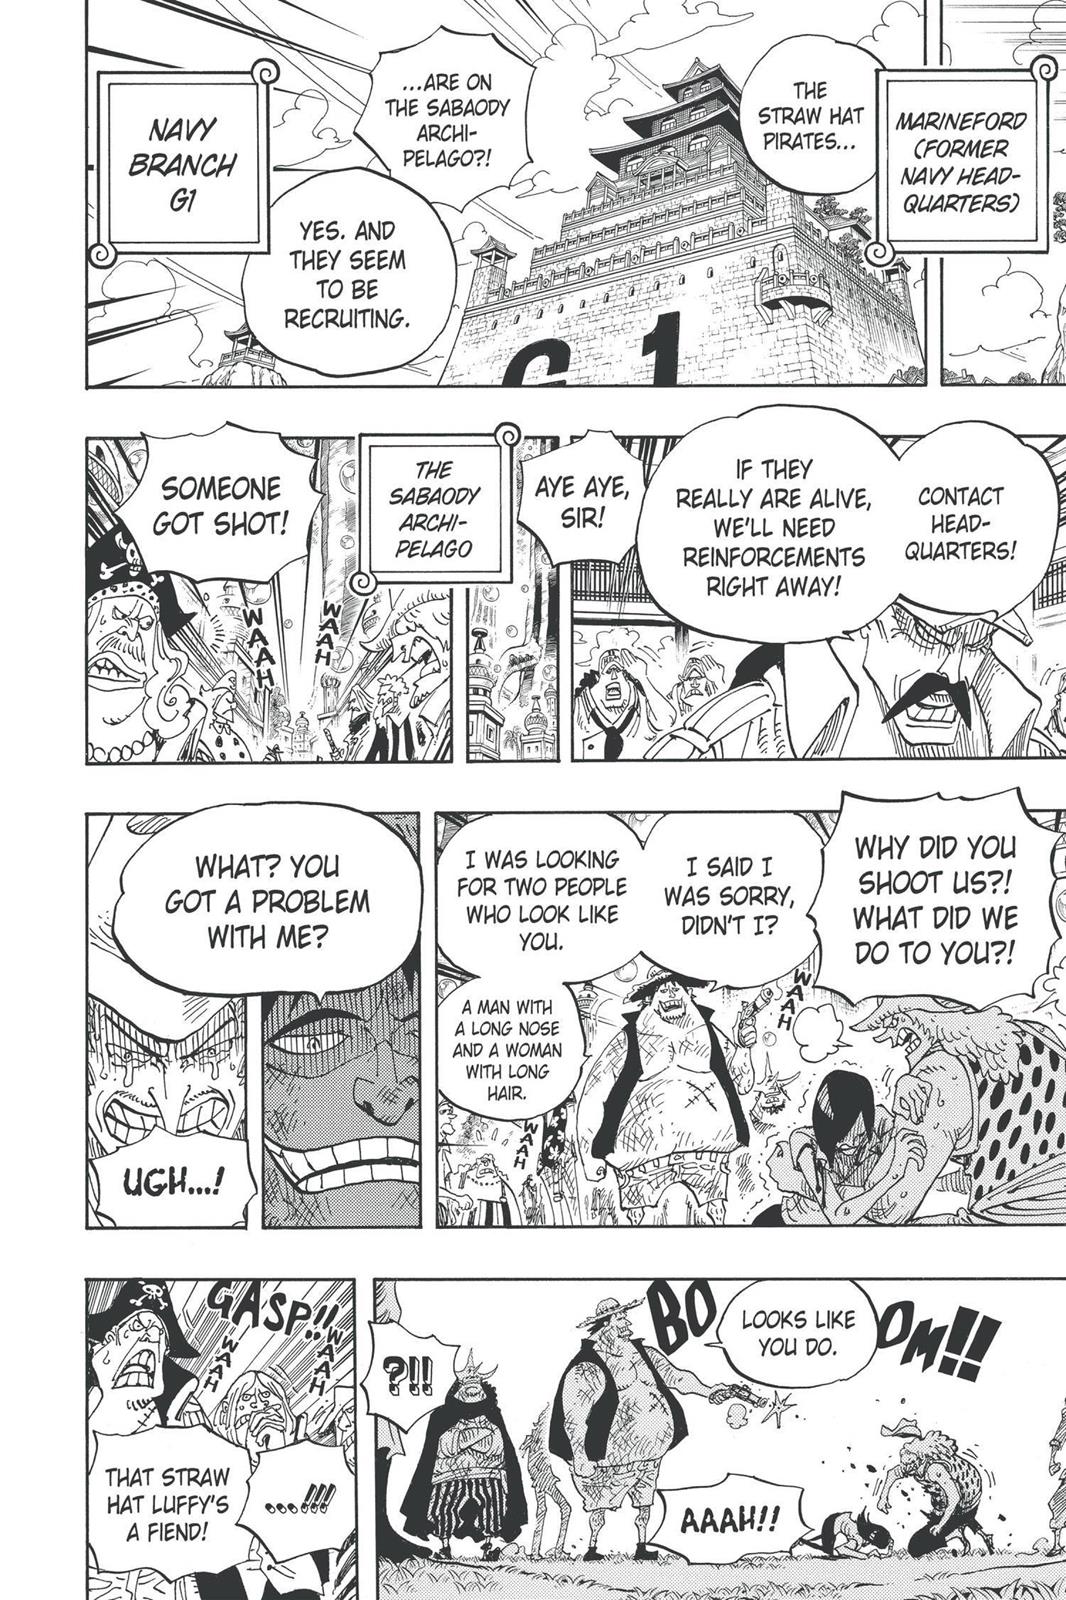 MARINEFORD
(FORMER
NAVY HEAD-
QUARTERS)
THE
STRAW HAT
PIRATES...
...ARE ON
THE SABAODY
ARCHI-
PELAGO?!
NAVY
BRANCH
G1
YES. AND
THEY SEEM
TO BE
RECRUITING.
G 1
CONTACT
HEAD-
QUARTERS!
IF THEY
REALLY ARE ALIVE,
WE'LL NEED
REINFORCEMENTS
RIGHT AWAY!
AYE AYE,
SIR!
THE
SABAODY
ARCHI-
PELAGO
SOMEONE
GOT SHOT!
WAAH
WAAAH
WHY DID YOU
SHOOT US?!
WHAT DID WE
DO TO YOU?!
I SAID I
WAS SORRY,
DIDN'T I?
I WAS LOOKING
FOR TWO PEOPLE
WHO LOOK LIKE
YOU.
A MAN WITH
A LONG NOSE
AND A WOMAN
WITH LONG
HAIR.
WAAH
WAAH
WHAT? YOU
GOT A PROBLEM
WITH ME?
UGH...!
BOOM!!
LOOKS LIKE
YOU DO.
?!!
AAAH!!
GASP!!
WAAAH
WAAH
...!!!
THAT STRAW
HAT LUFFY'S
A FIEND!